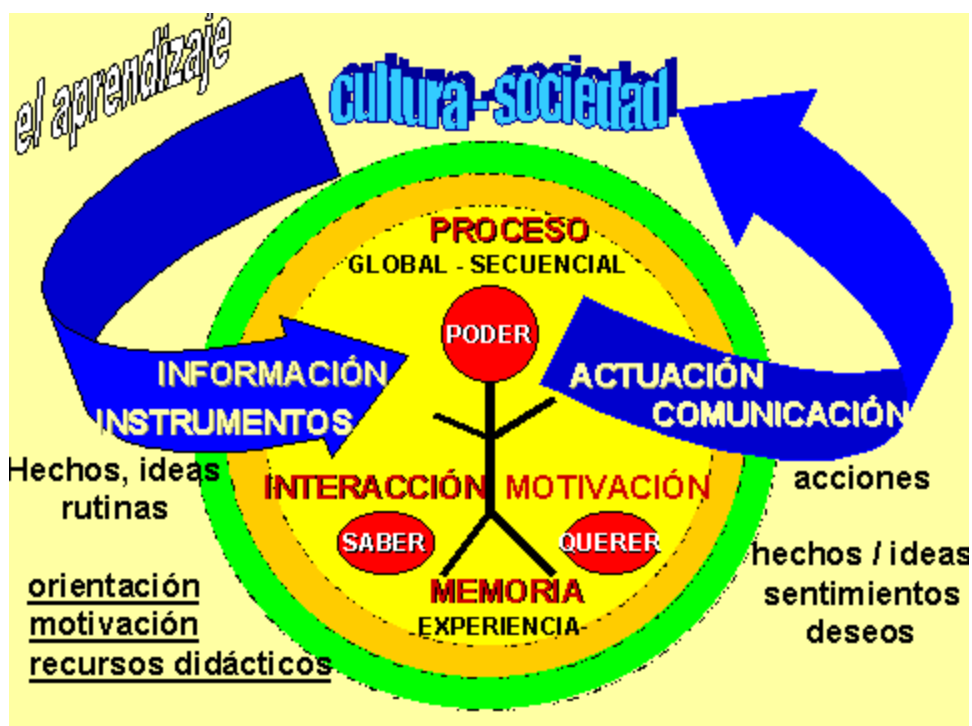 el aprendizaje
cultura - sociedad
PROCESO
GLOBAL - SECUENCIAL
PODER
INFORMACIÓN
INSTRUMENTOS
ACTUACIÓN
COMUNICACIÓN
Hechos, ideas
rutinas
INTERACCIÓN
MOTIVACIÓN
acciones
SABER
QUERER
hechos / ideas
sentimientos
deseos
MEMORIA
-EXPERIENCIA-
orientación
motivación
recursos didácticos